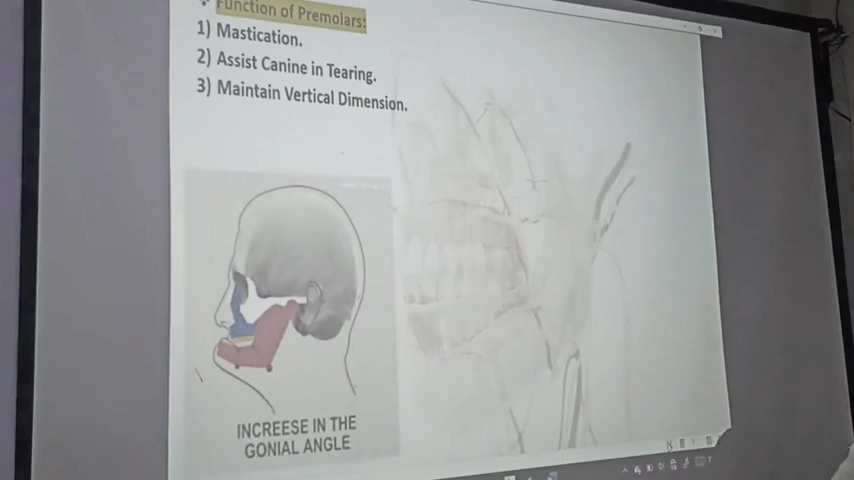 Function of Premolars:
1) Mastication.
2) Assist Canine in Tearing.
3) Maintain Vertical Dimension.
INCREESE IN THE
GONIAL ANGLE